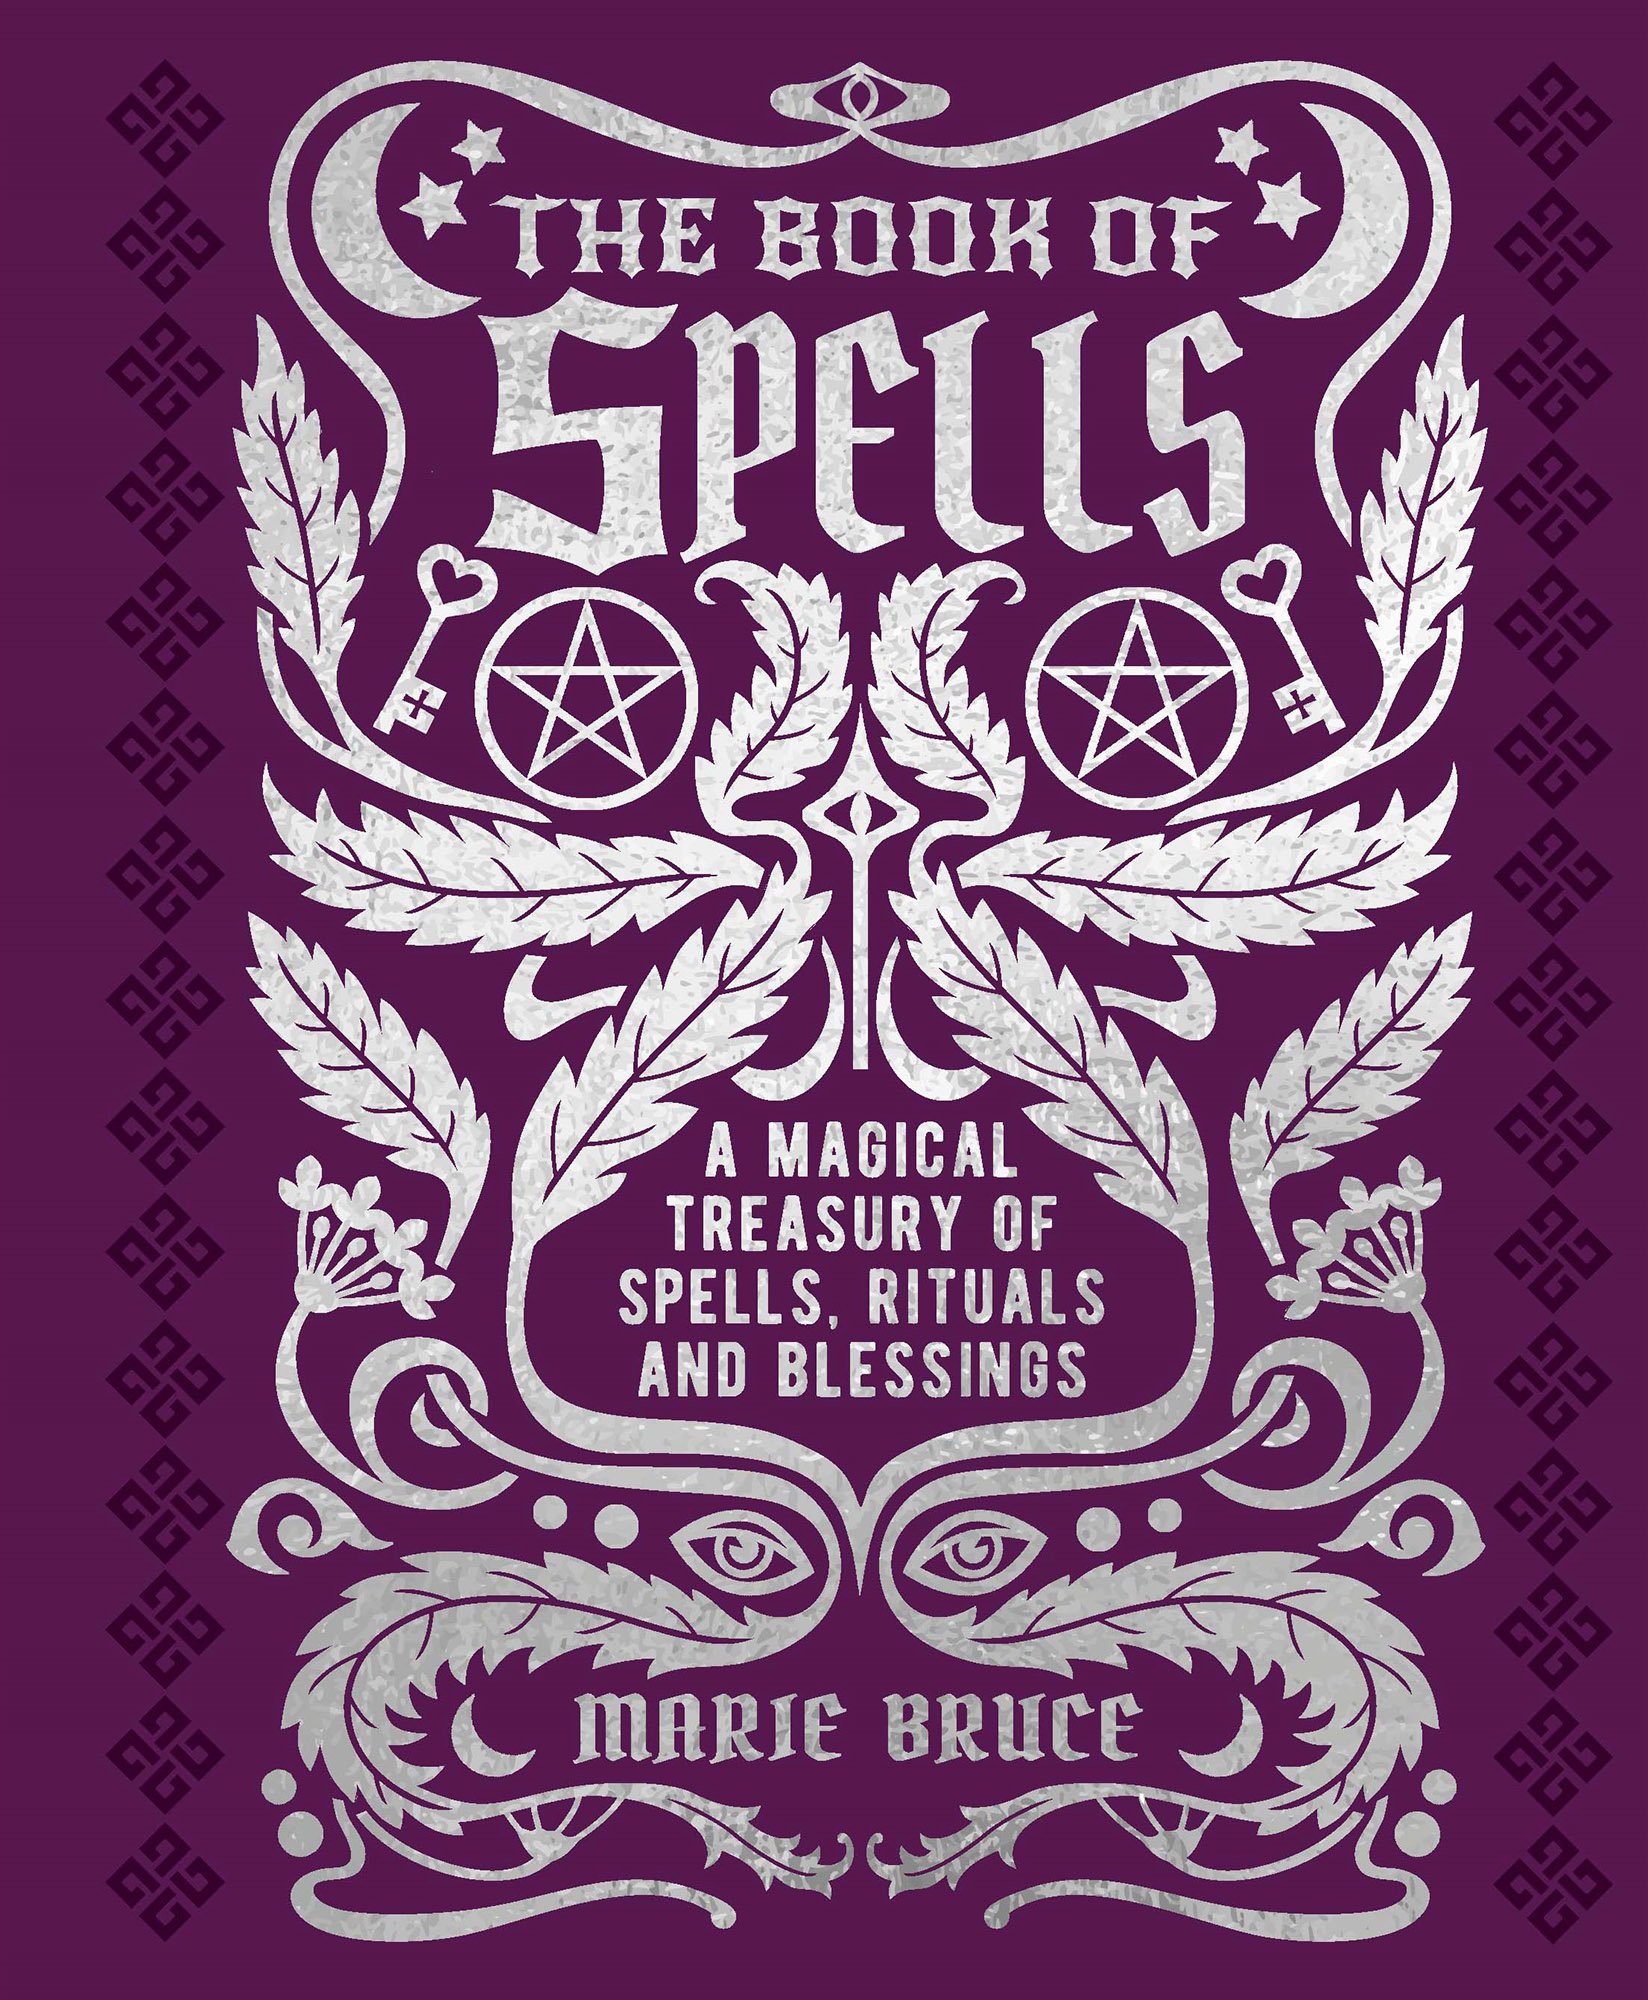 THE BOOK OF
SPELLS
A MAGICAL
TREASURY OF
SPELLS, RITUALS
AND BLESSINGS
MARIE BRUCE